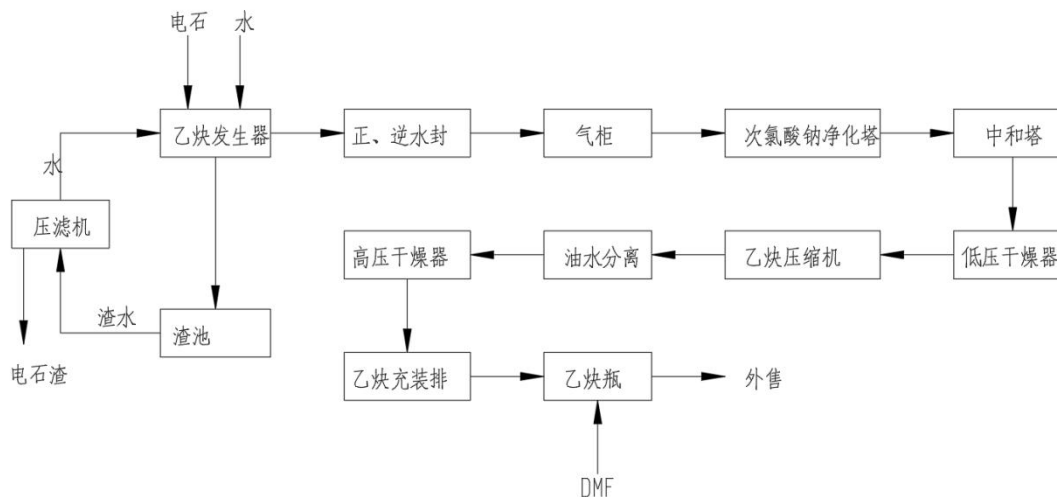 电石
水
乙炔发生器
正、逆水封
气柜
次氯酸钠净化塔
中和塔
水
压滤机
高压干燥器
油水分离
乙炔压缩机
低压干燥器
渣水
渣池
电石渣
乙炔充装排
乙炔瓶
外售
DMF